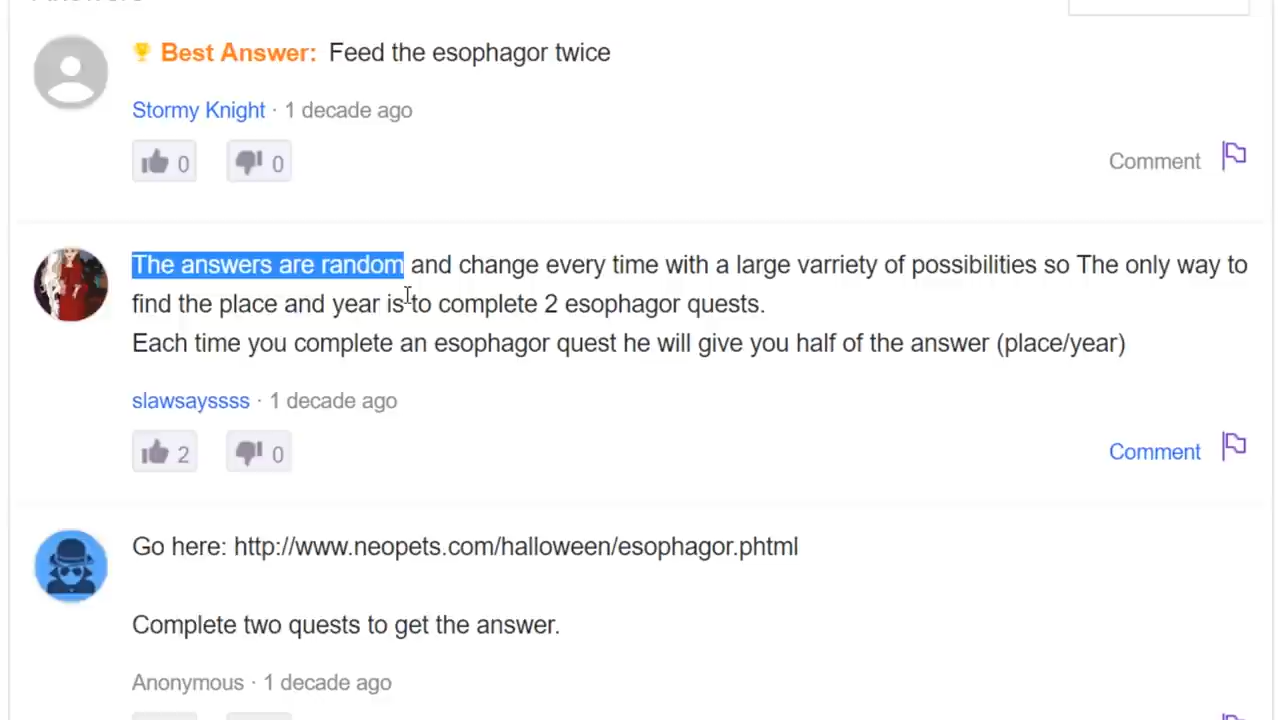 Best Answer: Feed the esophagor twice
Stormy Knight · 1 decade ago
0 0
Comment
The answers are random and change every time with a large varriety of possibilities so The only way to
find the place and year is to complete 2 esophagor quests.
Each time you complete an esophagor quest he will give you half of the answer (place/year)
slawsayssss · 1 decade ago
2 0
Comment
Go here: http://www.neopets.com/halloween/esophagor.phtml
Complete two quests to get the answer.
Anonymous · 1 decade ago